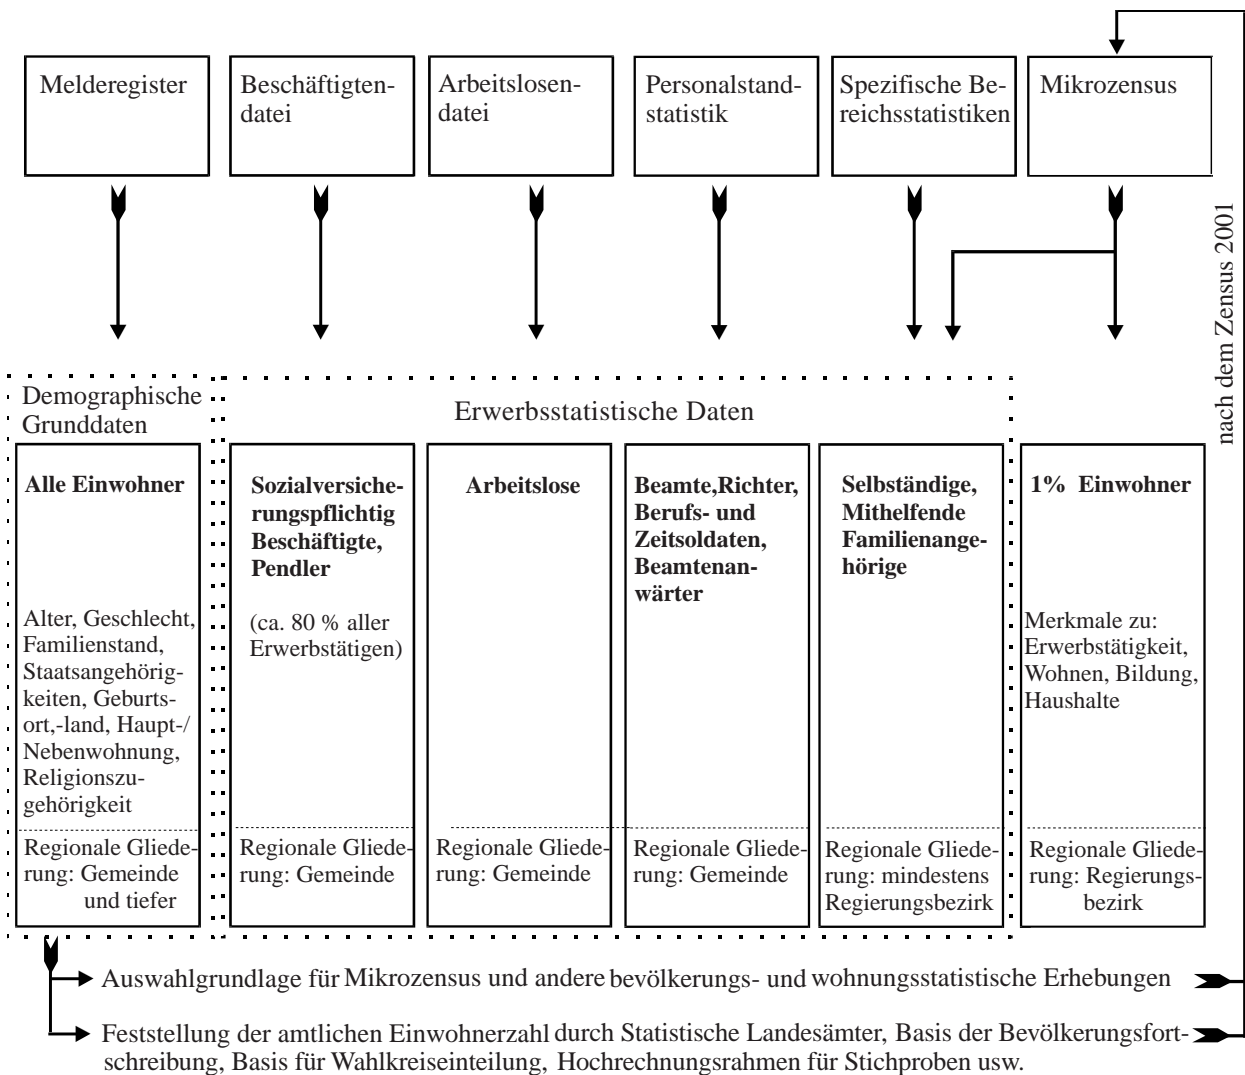 Melderegister
Beschäftigten-
datei
Arbeitslosen-
datei
Personalstand-
statistik
Spezifische Be-
reichsstatistiken
Mikrozensus
nach dem Zensus 2001
Demographische
Grunddaten
Erwerbsstatistische Daten
Alle Einwohner
Alter, Geschlecht,
Familienstand,
Staatsangehörig-
keiten, Geburts-
ort,-land, Haupt-/
Nebenwohnung,
Religionszu-
gehörigkeit
Regionale Gliede-
rung: Gemeinde
und tiefer
Sozialversiche-
rungspflichtig
Beschäftigte,
Pendler
(ca. 80 % aller
Erwerbstätigen)
Regionale Gliede-
rung: Gemeinde
Arbeitslose
Regionale Gliede-
rung: Gemeinde
Beamte,Richter,
Berufs- und
Zeitsoldaten,
Beamtenan-
wärter
Regionale Gliede-
rung: Gemeinde
Selbständige,
Mithelfende
Familienange-
hörige
Regionale Gliede-
rung: mindestens
Regierungsbezirk
1% Einwohner
Merkmale zu:
Erwerbstätigkeit,
Wohnen, Bildung,
Haushalte
Regionale Gliede-
rung: Regierungs-
bezirk
Auswahlgrundlage für Mikrozensus und andere bevölkerungs- und wohnungsstatistische Erhebungen
Feststellung der amtlichen Einwohnerzahl durch Statistische Landesämter, Basis der Bevölkerungsfort-
schreibung, Basis für Wahlkreiseinteilung, Hochrechnungsrahmen für Stichproben usw.